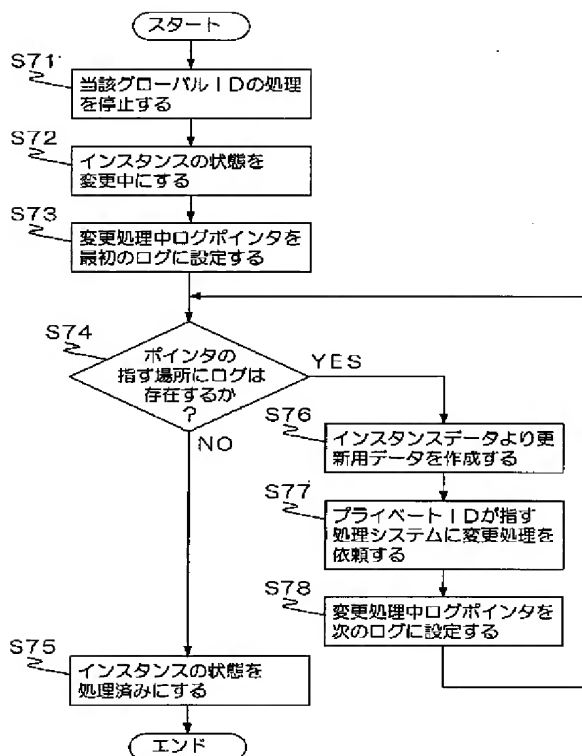 スタート
S71
当該グローバルIDの処理
を停止する
S72
インスタンスの状態を
変更中にする
S73
変更処理中ログポインタを
最初のログに設定する
S74
ポインタの
指す場所にログは
存在するか
?
YES
NO
S76
インスタンスデータより更
新用データを作成する
S77
プライベートIDが指す
処理システムに変更処理を
依頼する
S78
変更処理中ログポインタを
次のログに設定する
S75
インスタンスの状態を
処理済みにする
エンド